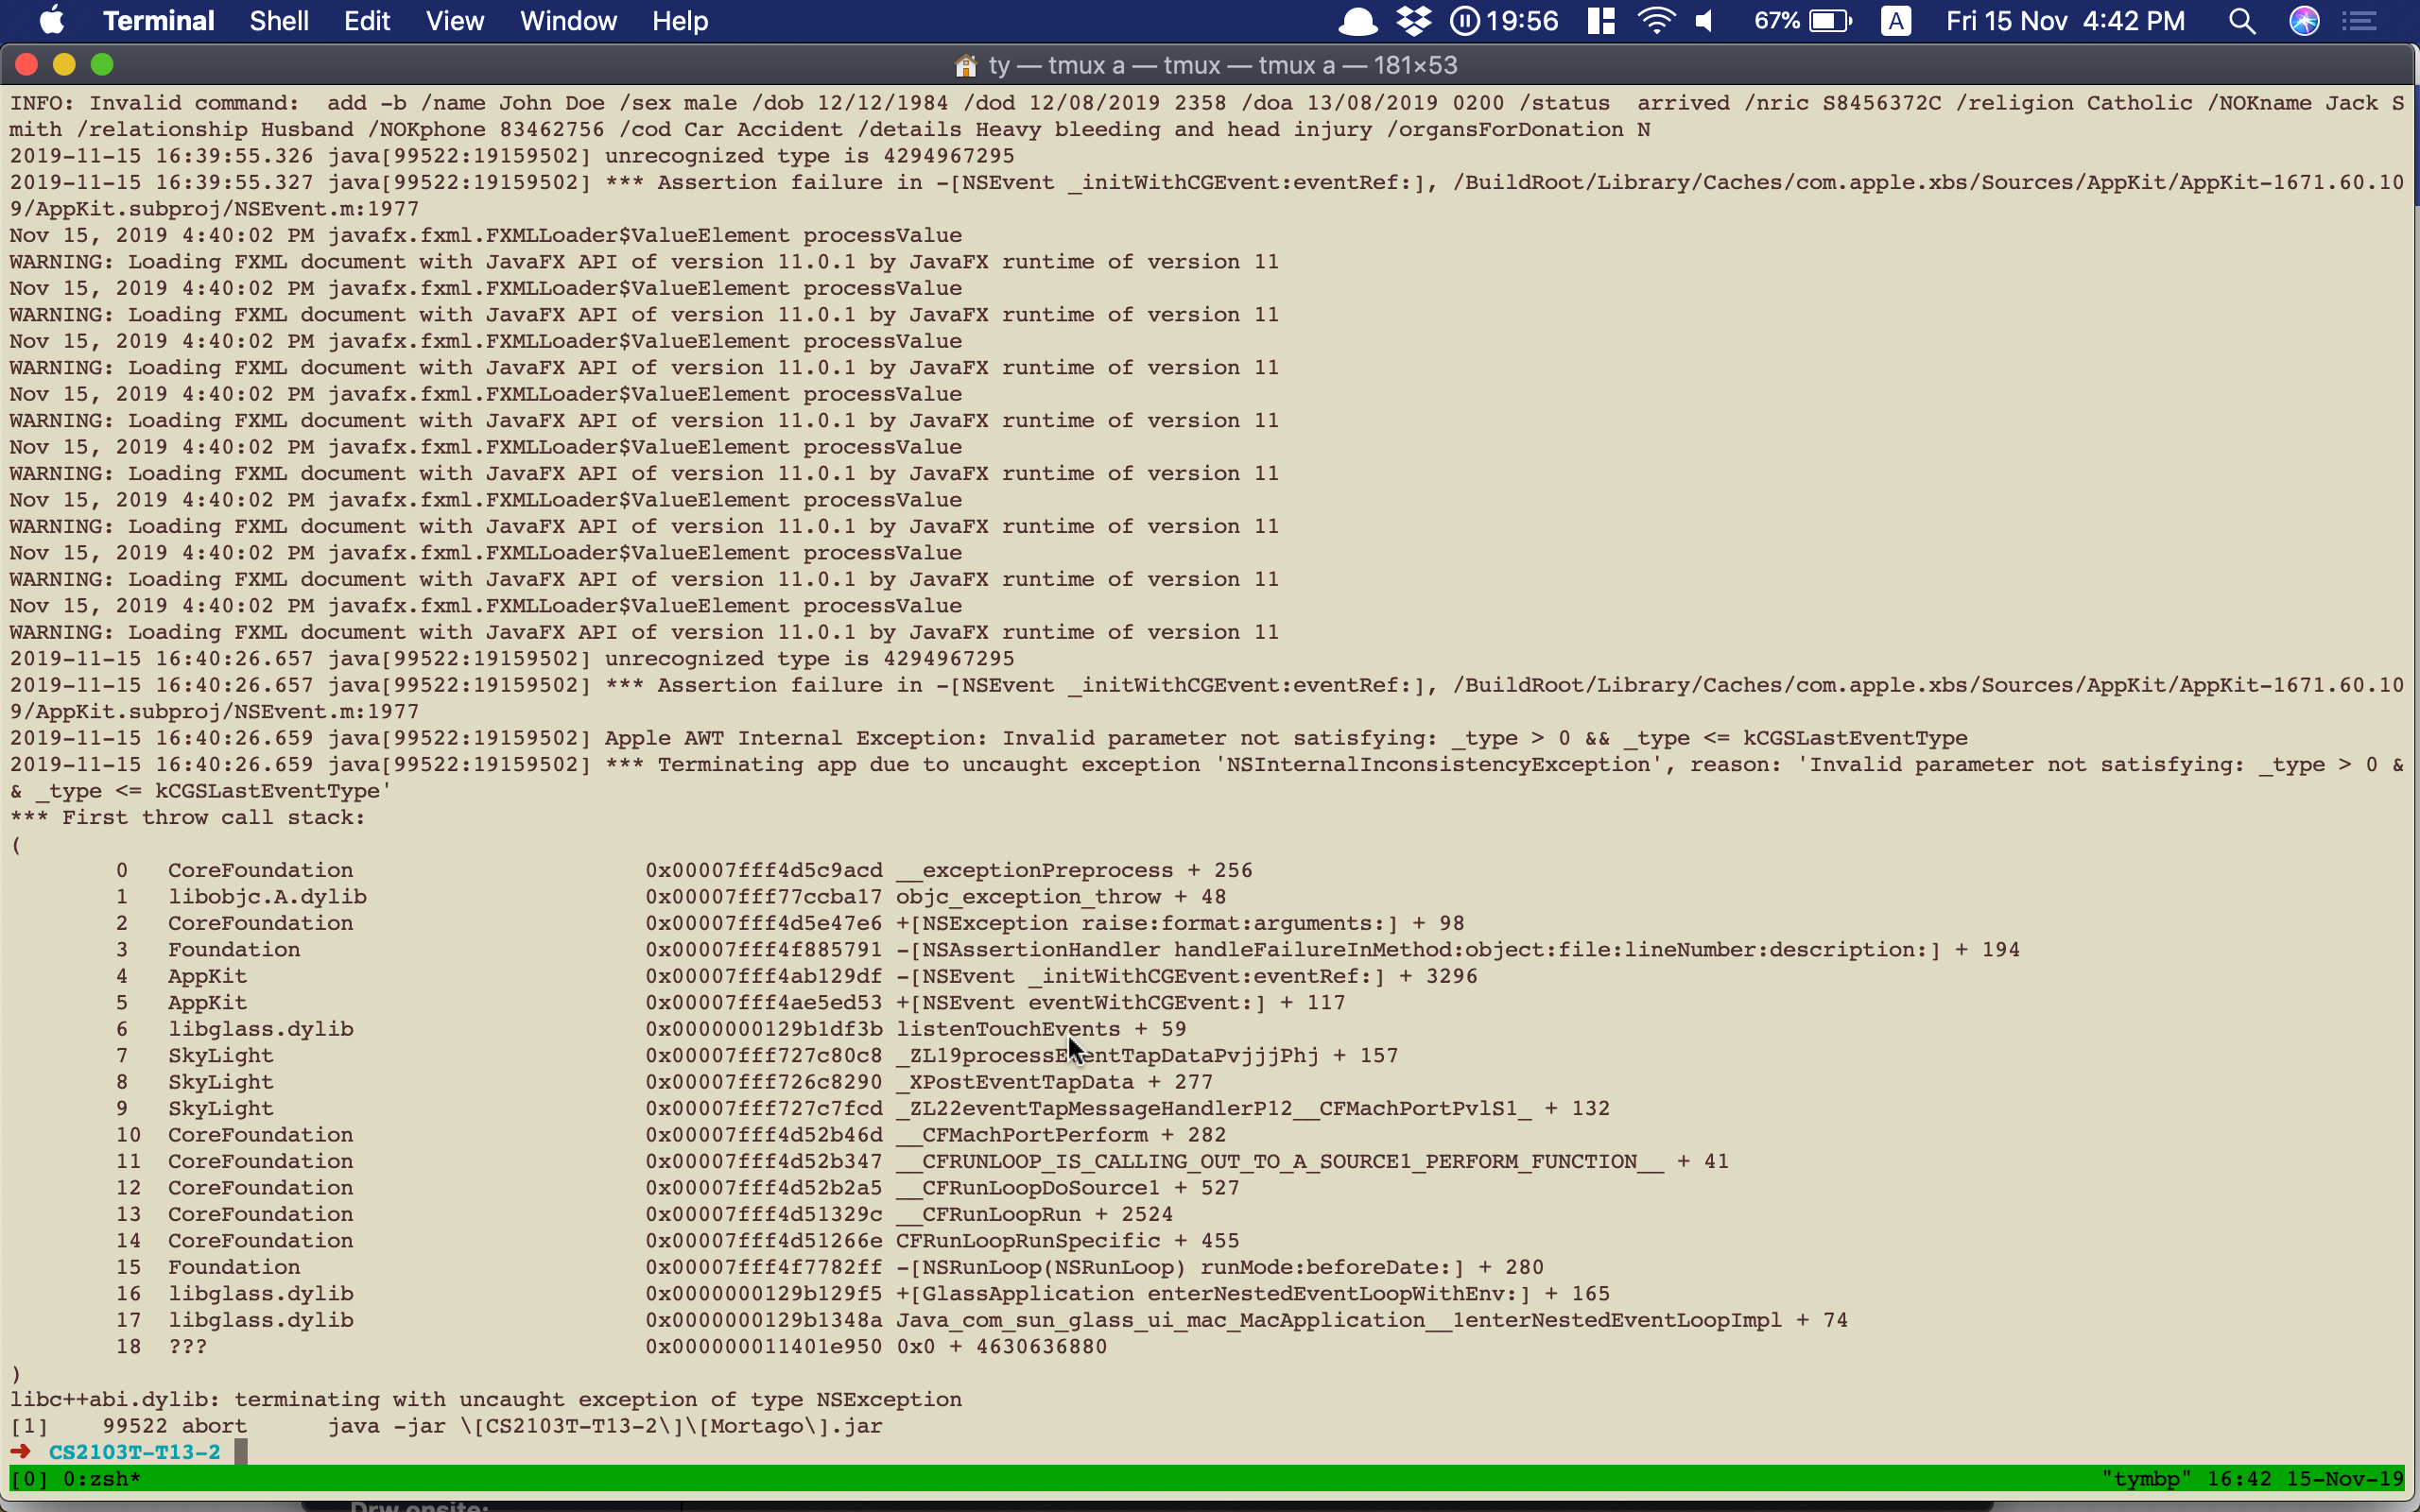 Terminal Shell Edit View Window Help 19:56 67% A Fri 15 Nov 4:42 PM
ty — tmux a — tmux — tmux a — 181×53
INFO: Invalid command:  add -b /name John Doe /sex male /dob 12/12/1984 /dod 12/08/2019 2358 /doa 13/08/2019 0200 /status  arrived /nric S8456372C /religion Catholic /NOKname Jack S
mith /relationship Husband /NOKphone 83462756 /cod Car Accident /details Heavy bleeding and head injury /organsForDonation N
2019-11-15 16:39:55.326 java[99522:19159502] unrecognized type is 4294967295
2019-11-15 16:39:55.327 java[99522:19159502] *** Assertion failure in -[NSEvent _initWithCGEvent:eventRef:], /BuildRoot/Library/Caches/com.apple.xbs/Sources/AppKit/AppKit-1671.60.10
9/AppKit.subproj/NSEvent.m:1977
Nov 15, 2019 4:40:02 PM javafx.fxml.FXMLLoader$ValueElement processValue
WARNING: Loading FXML document with JavaFX API of version 11.0.1 by JavaFX runtime of version 11
Nov 15, 2019 4:40:02 PM javafx.fxml.FXMLLoader$ValueElement processValue
WARNING: Loading FXML document with JavaFX API of version 11.0.1 by JavaFX runtime of version 11
Nov 15, 2019 4:40:02 PM javafx.fxml.FXMLLoader$ValueElement processValue
WARNING: Loading FXML document with JavaFX API of version 11.0.1 by JavaFX runtime of version 11
Nov 15, 2019 4:40:02 PM javafx.fxml.FXMLLoader$ValueElement processValue
WARNING: Loading FXML document with JavaFX API of version 11.0.1 by JavaFX runtime of version 11
Nov 15, 2019 4:40:02 PM javafx.fxml.FXMLLoader$ValueElement processValue
WARNING: Loading FXML document with JavaFX API of version 11.0.1 by JavaFX runtime of version 11
Nov 15, 2019 4:40:02 PM javafx.fxml.FXMLLoader$ValueElement processValue
WARNING: Loading FXML document with JavaFX API of version 11.0.1 by JavaFX runtime of version 11
Nov 15, 2019 4:40:02 PM javafx.fxml.FXMLLoader$ValueElement processValue
WARNING: Loading FXML document with JavaFX API of version 11.0.1 by JavaFX runtime of version 11
Nov 15, 2019 4:40:02 PM javafx.fxml.FXMLLoader$ValueElement processValue
WARNING: Loading FXML document with JavaFX API of version 11.0.1 by JavaFX runtime of version 11
2019-11-15 16:40:26.657 java[99522:19159502] unrecognized type is 4294967295
2019-11-15 16:40:26.657 java[99522:19159502] *** Assertion failure in -[NSEvent _initWithCGEvent:eventRef:], /BuildRoot/Library/Caches/com.apple.xbs/Sources/AppKit/AppKit-1671.60.10
9/AppKit.subproj/NSEvent.m:1977
2019-11-15 16:40:26.659 java[99522:19159502] Apple AWT Internal Exception: Invalid parameter not satisfying: _type > 0 && _type <= kCGSLastEventType
2019-11-15 16:40:26.659 java[99522:19159502] *** Terminating app due to uncaught exception 'NSInternalInconsistencyException', reason: 'Invalid parameter not satisfying: _type > 0 &
& _type <= kCGSLastEventType'
*** First throw call stack:
(
0 CoreFoundation 0x00007fff4d5c9acd __exceptionPreprocess + 256
1 libobjc.A.dylib 0x00007fff77ccba17 objc_exception_throw + 48
2 CoreFoundation 0x00007fff4d5e47e6 +[NSException raise:format:arguments:] + 98
3 Foundation 0x00007fff4f885791 -[NSAssertionHandler handleFailureInMethod:object:file:lineNumber:description:] + 194
4 AppKit 0x00007fff4ab129df -[NSEvent _initWithCGEvent:eventRef:] + 3296
5 AppKit 0x00007fff4ae5ed53 +[NSEvent eventWithCGEvent:] + 117
6 libglass.dylib 0x0000000129b1df3b listenTouchEvents + 59
7 SkyLight 0x00007fff727c80c8 _ZL19processEventTapDataPvjjjPhj + 157
8 SkyLight 0x00007fff726c8290 _XPostEventTapData + 277
9 SkyLight 0x00007fff727c7fcd _ZL22eventTapMessageHandlerP12__CFMachPortPvlS1_ + 132
10 CoreFoundation 0x00007fff4d52b46d __CFMachPortPerform + 282
11 CoreFoundation 0x00007fff4d52b347 __CFRUNLOOP_IS_CALLING_OUT_TO_A_SOURCE1_PERFORM_FUNCTION__ + 41
12 CoreFoundation 0x00007fff4d52b2a5 __CFRunLoopDoSource1 + 527
13 CoreFoundation 0x00007fff4d51329c __CFRunLoopRun + 2524
14 CoreFoundation 0x00007fff4d51266e CFRunLoopRunSpecific + 455
15 Foundation 0x00007fff4f7782ff -[NSRunLoop(NSRunLoop) runMode:beforeDate:] + 280
16 libglass.dylib 0x0000000129b129f5 +[GlassApplication enterNestedEventLoopWithEnv:] + 165
17 libglass.dylib 0x0000000129b1348a Java_com_sun_glass_ui_mac_MacApplication__1enterNestedEventLoopImpl + 74
18 ??? 0x000000011401e950 0x0 + 4630636880
)
libc++abi.dylib: terminating with uncaught exception of type NSException
[1]    99522 abort      java -jar \[CS2103T-T13-2\]\[Mortago\].jar
➜ CS2103T-T13-2
[0] 0:zsh* "tymbp" 16:42 15-Nov-19